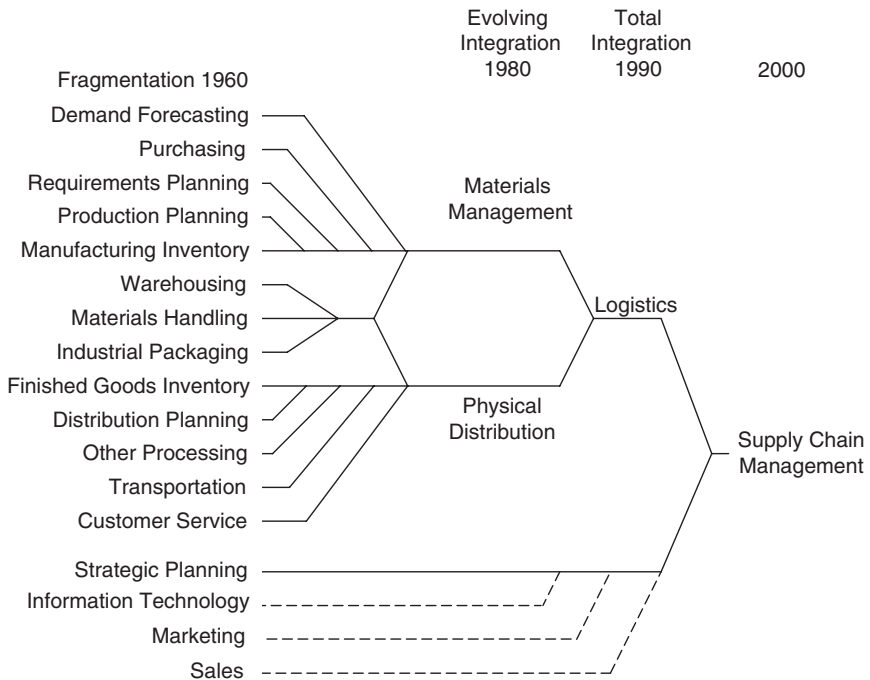 Evolving
Integration
1980
Total
Integration
1990
2000
Fragmentation 1960
Demand Forecasting
Purchasing
Requirements Planning
Production Planning
Manufacturing Inventory
Warehousing
Materials Handling
Industrial Packaging
Finished Goods Inventory
Distribution Planning
Other Processing
Transportation
Customer Service
Strategic Planning
Information Technology
Marketing
Sales
Materials
Management
Physical
Distribution
Logistics
Supply Chain
Management